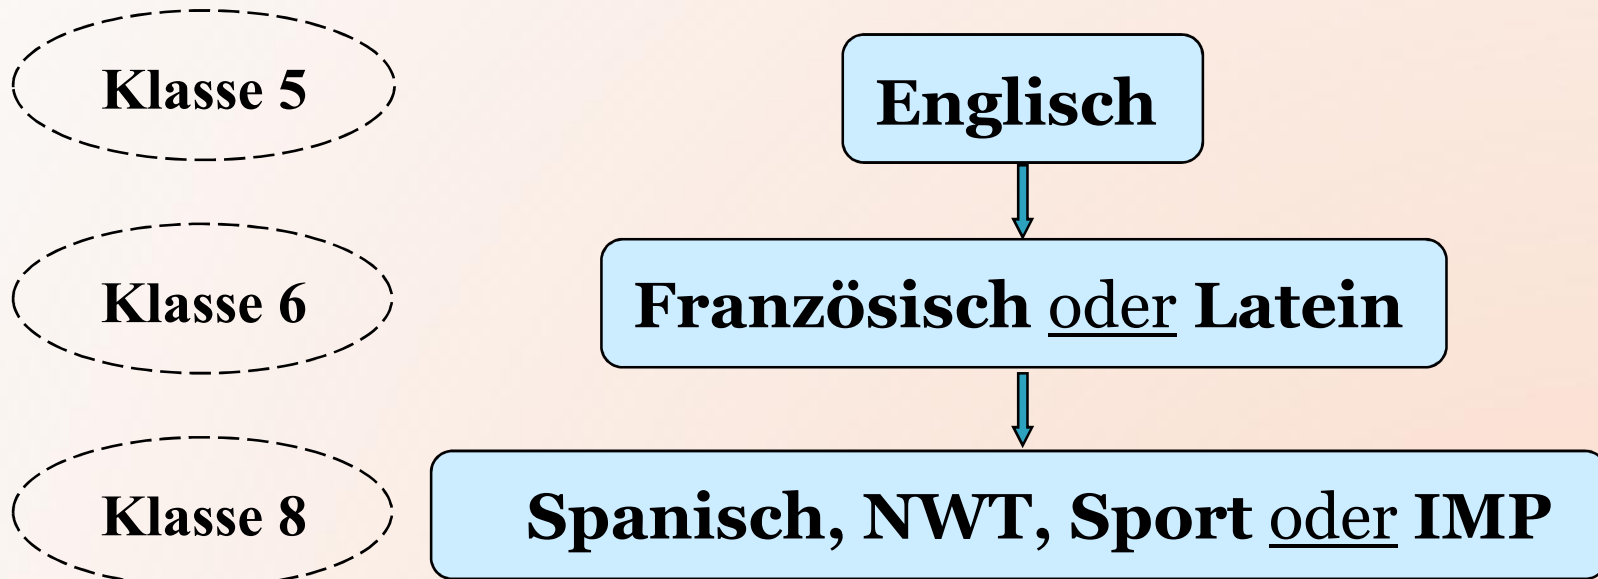 Klasse 5
Englisch
Klasse 6
Französisch oder Latein
Klasse 8
Spanisch, NWT, Sport oder IMP